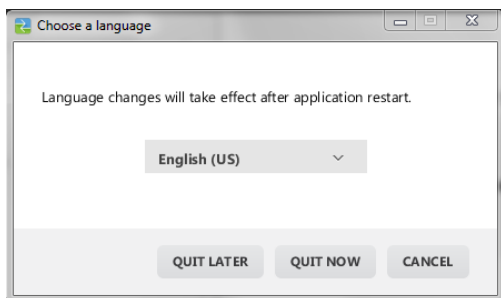 Choose a language
Language changes will take effect after application restart.
English (US)
QUIT LATER QUIT NOW CANCEL